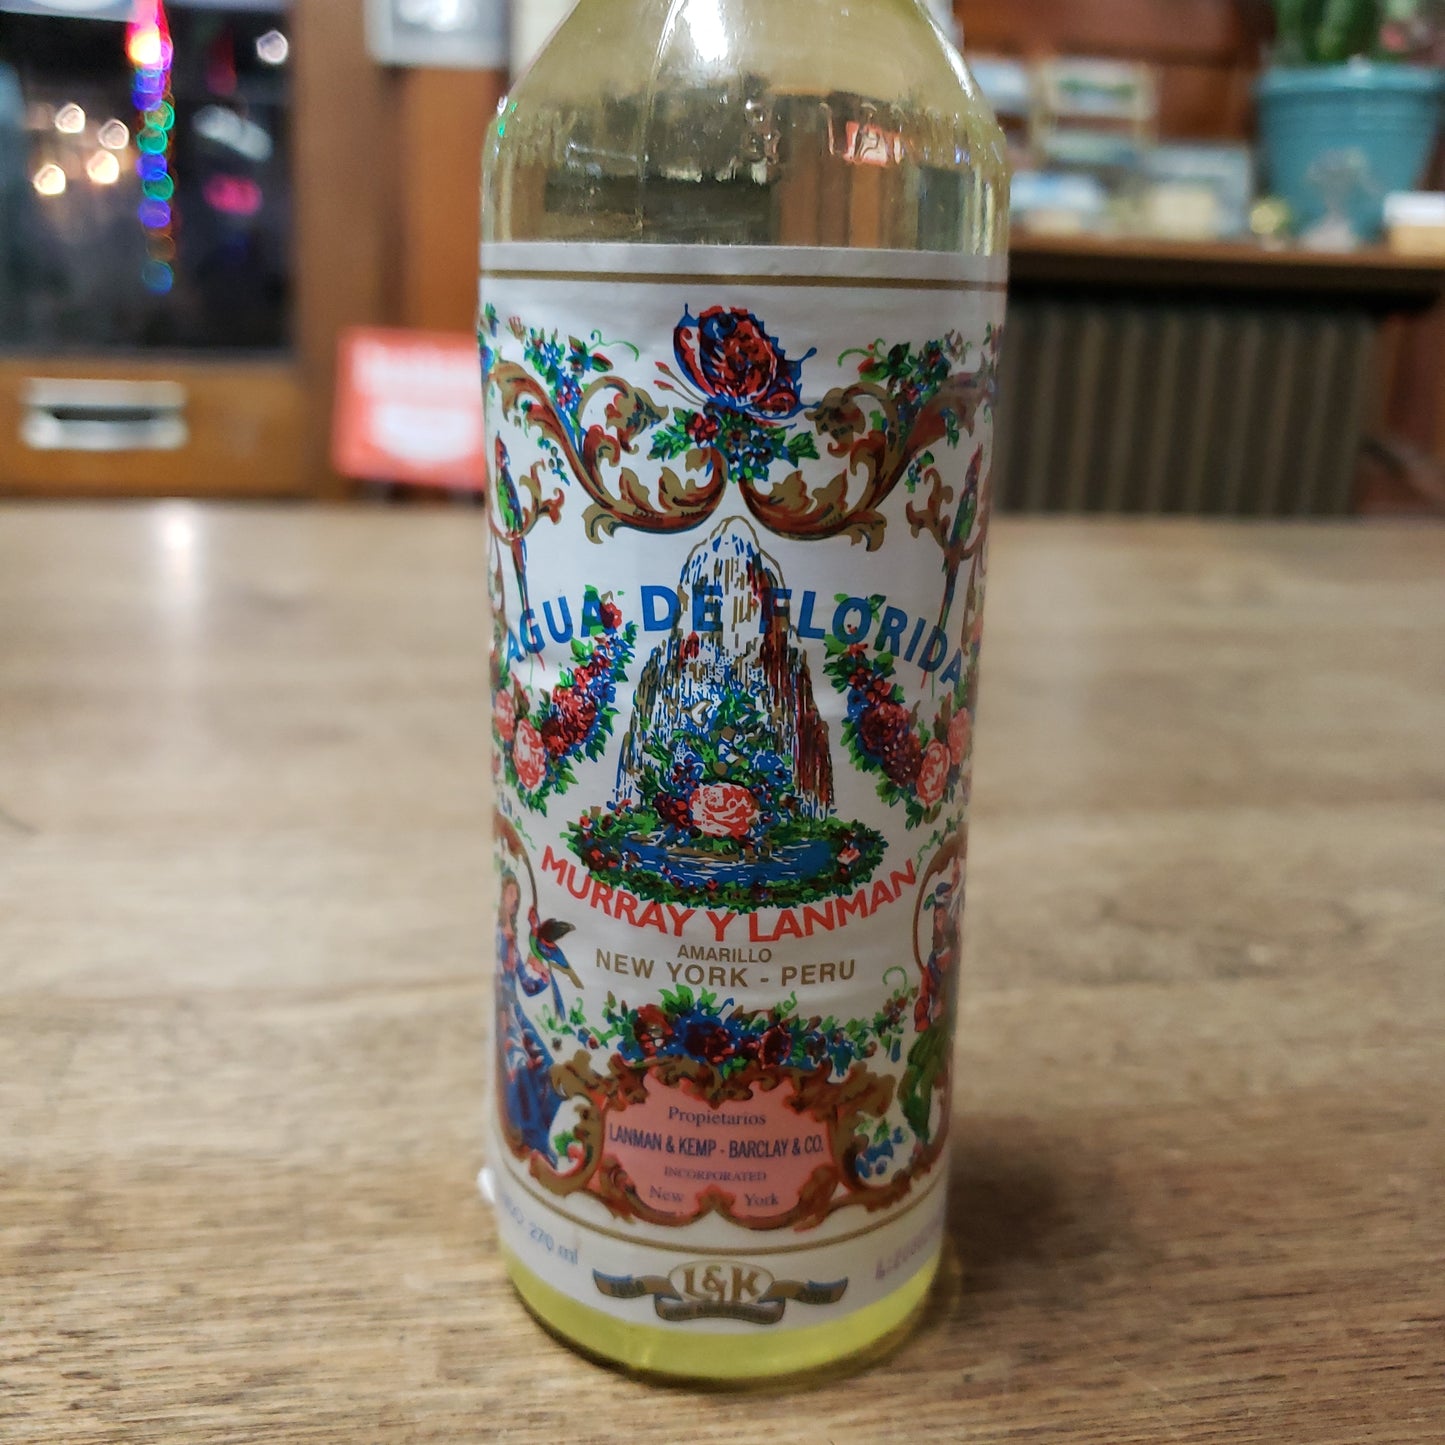 AGUA DE FLORIDA
MURRAY Y LANMAN
AMARILLO
NEW YORK - PERU
Propietarios
LANMAN & KEMP - BARCLAY & CO.
INCORPORATED
New York
270 ml
L&K